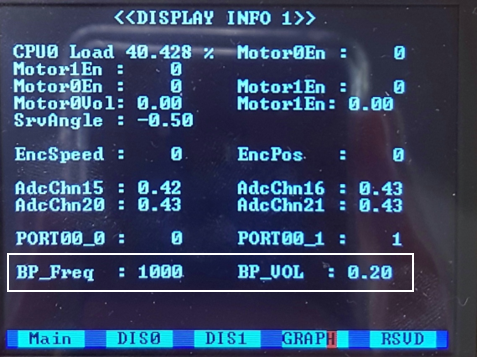 <<DISPLAY INFO 1>>
CPU0 Load 40.428 % Motor0En : 0
Motor1En : 0
Motor0En : 0 Motor1En : 0
Motor0Vol: 0.00 Motor1En: 0.00
SrvAngle : -0.50
EncSpeed : 0 EncPos : 0
AdcChn15 : 0.42 AdcChn16 : 0.43
AdcChn20 : 0.43 AdcChn21 : 0.43
PORT00_0 : 0 PORT00_1 : 1
BP_Freq : 1000 BP_VOL : 0.20
Main DIS0 DIS1 GRAPH RSVD